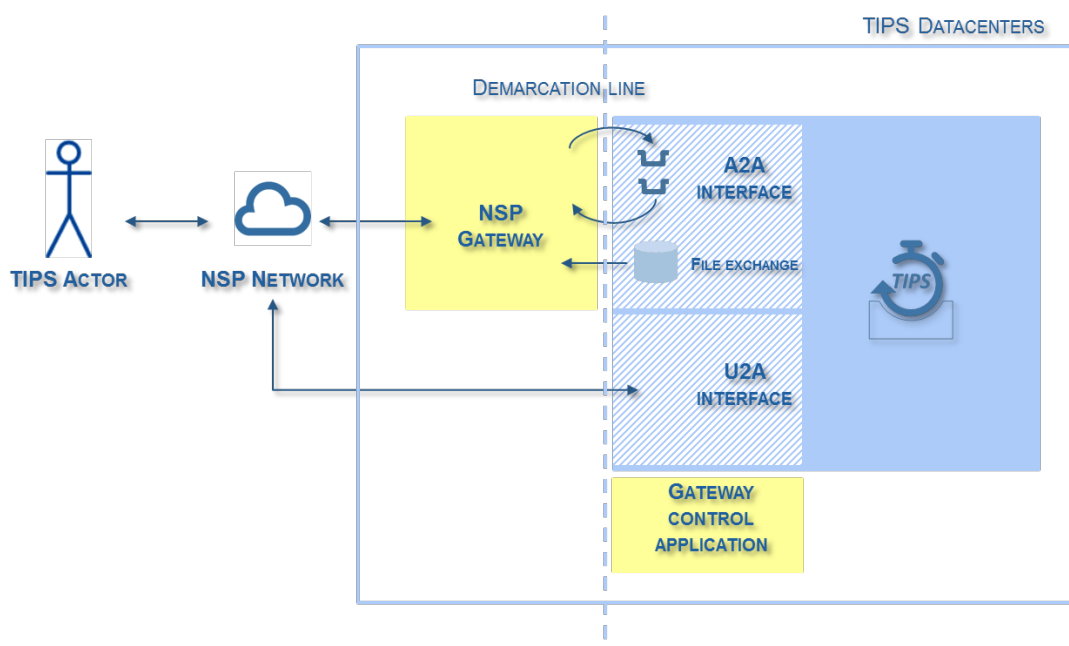 TIPS DATACENTERS
DEMARCATION LINE
A2A
INTERFACE
NSP
GATEWAY
FILE EXCHANGE
TIPS
TIPS ACTOR
NSP NETWORK
U2A
INTERFACE
GATEWAY
CONTROL
APPLICATION